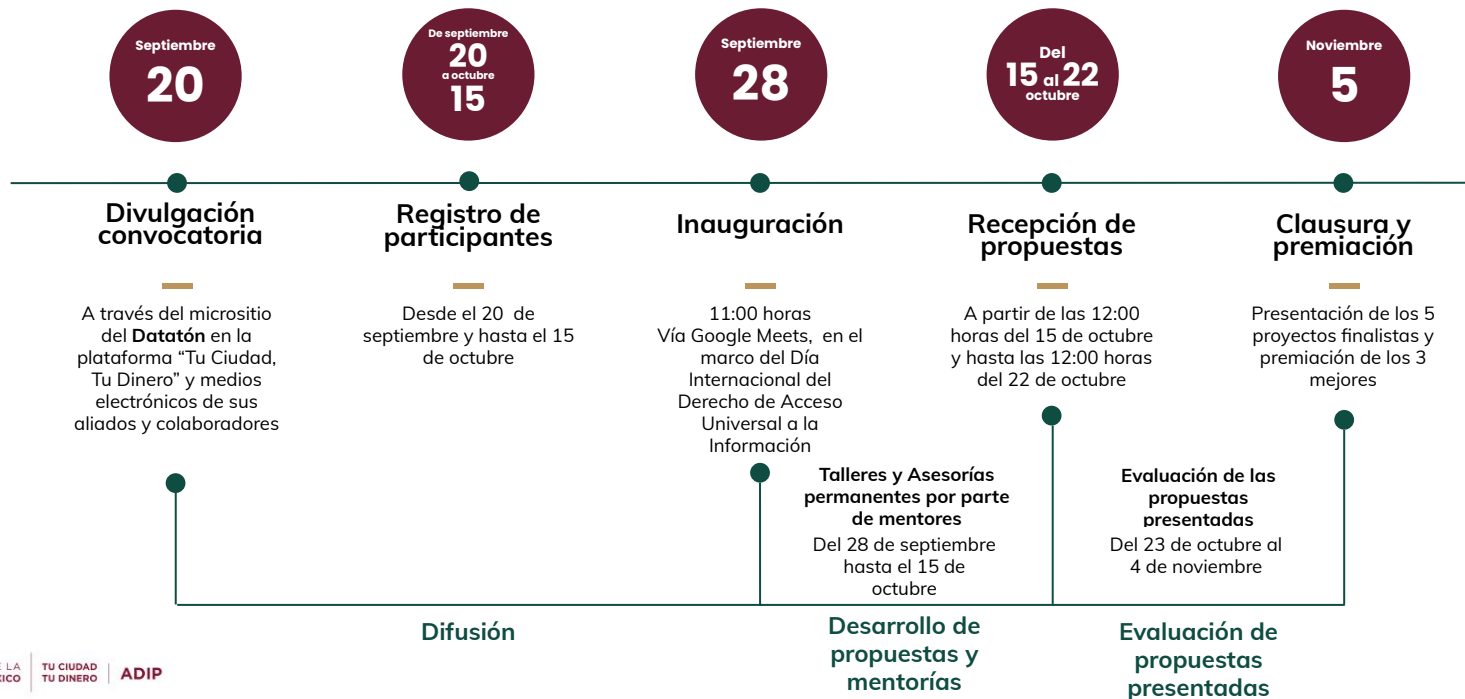 Septiembre
20
De septiembre
20
a octubre
15
Septiembre
28
Del
15 al 22
octubre
Noviembre
5
Divulgación
convocatoria
A través del micrositio
del Datatón en la
plataforma “Tu Ciudad,
Tu Dinero” y medios
electrónicos de sus
aliados y colaboradores
Registro de
participantes
Desde el 20 de
septiembre y hasta el 15
de octubre
Inauguración
11:00 horas
Vía Google Meets, en el
marco del Día
Internacional del
Derecho de Acceso
Universal a la
Información
Recepción de
propuestas
A partir de las 12:00
horas del 15 de octubre
y hasta las 12:00 horas
del 22 de octubre
Clausura y
premiación
Presentación de los 5
proyectos finalistas y
premiación de los 3
mejores
Talleres y Asesorías
permanentes por parte
de mentores
Del 28 de septiembre
hasta el 15 de
octubre
Evaluación de las
propuestas
presentadas
Del 23 de octubre al
4 de noviembre
Difusión
Desarrollo de
propuestas y
mentorías
Evaluación de
propuestas
presentadas
LA
XICO
TU CIUDAD
TU DINERO
ADIP